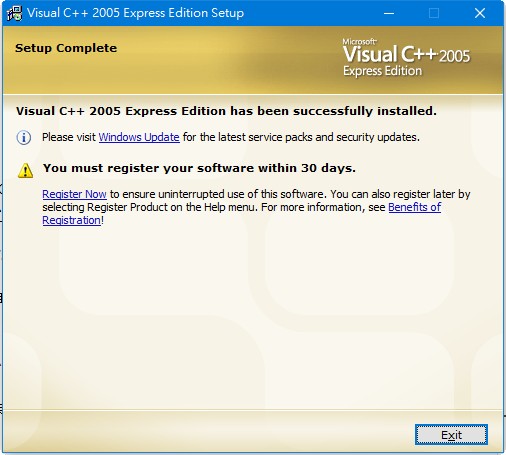 Visual C++ 2005 Express Edition Setup
Setup Complete
Microsoft
Visual C++ 2005
Express Edition
Visual C++ 2005 Express Edition has been successfully installed.
Please visit Windows Update for the latest service packs and security updates.
You must register your software within 30 days.
Register Now to ensure uninterrupted use of this software. You can also register later by
selecting Register Product on the Help menu. For more information, see Benefits of
Registration!
Exit